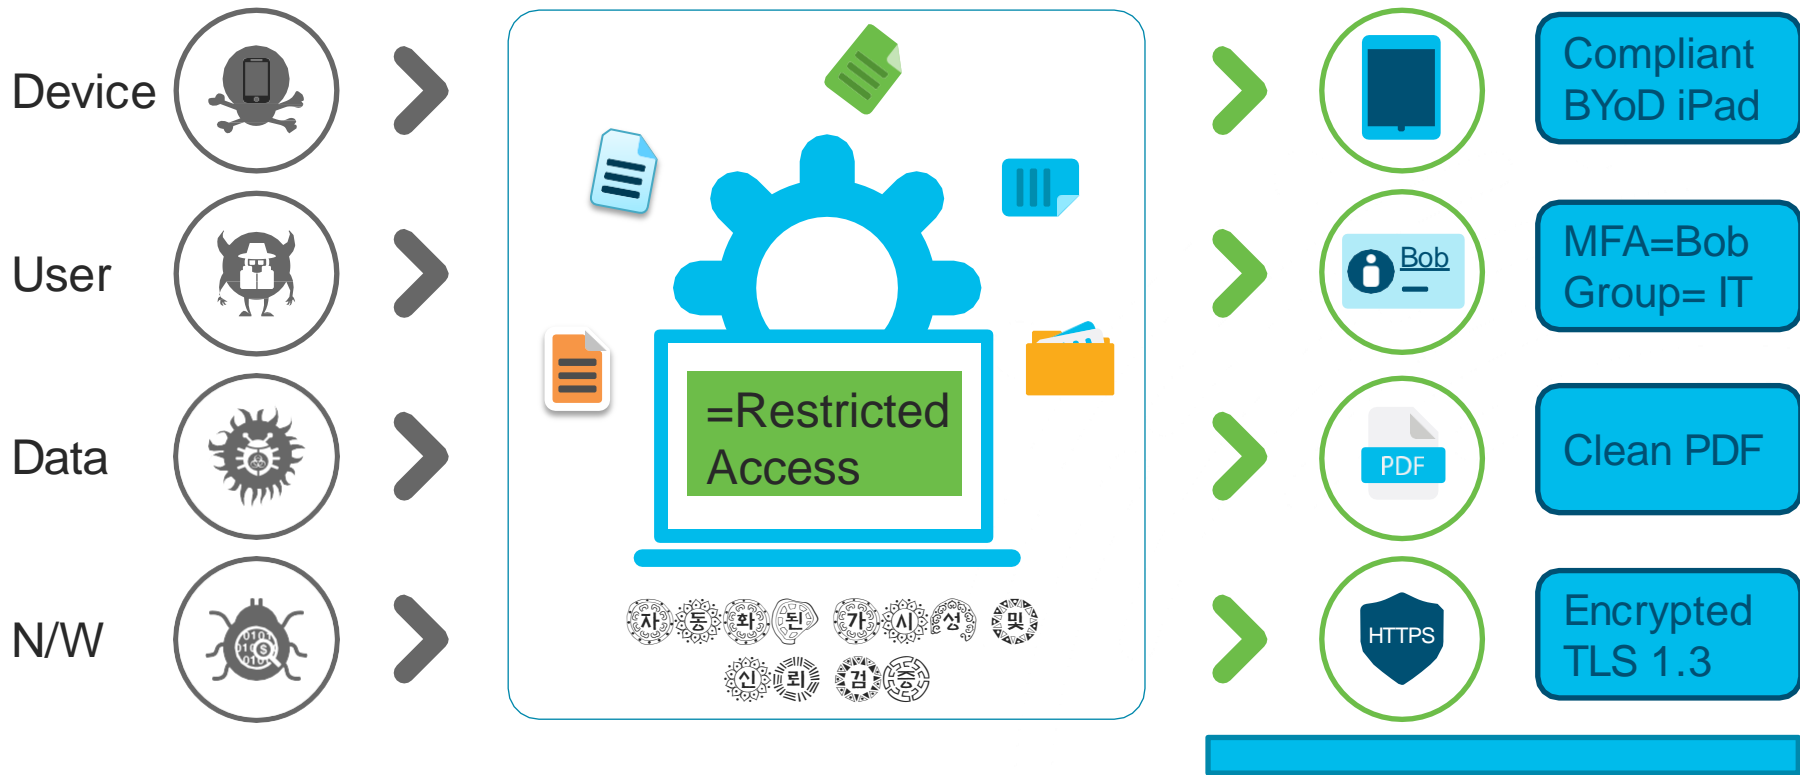 Device
User
Data
N/W
=Restricted
Access
자동화된 가시성 및
신뢰 검증
Bob
PDF
HTTPS
Compliant
BYoD iPad
MFA=Bob
Group= IT
Clean PDF
Encrypted
TLS 1.3